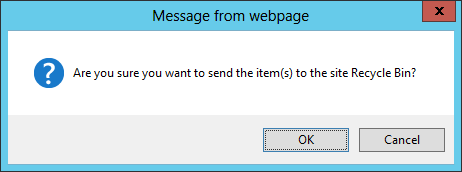 Message from webpage
Are you sure you want to send the item(s) to the site Recycle Bin?
OK
Cancel